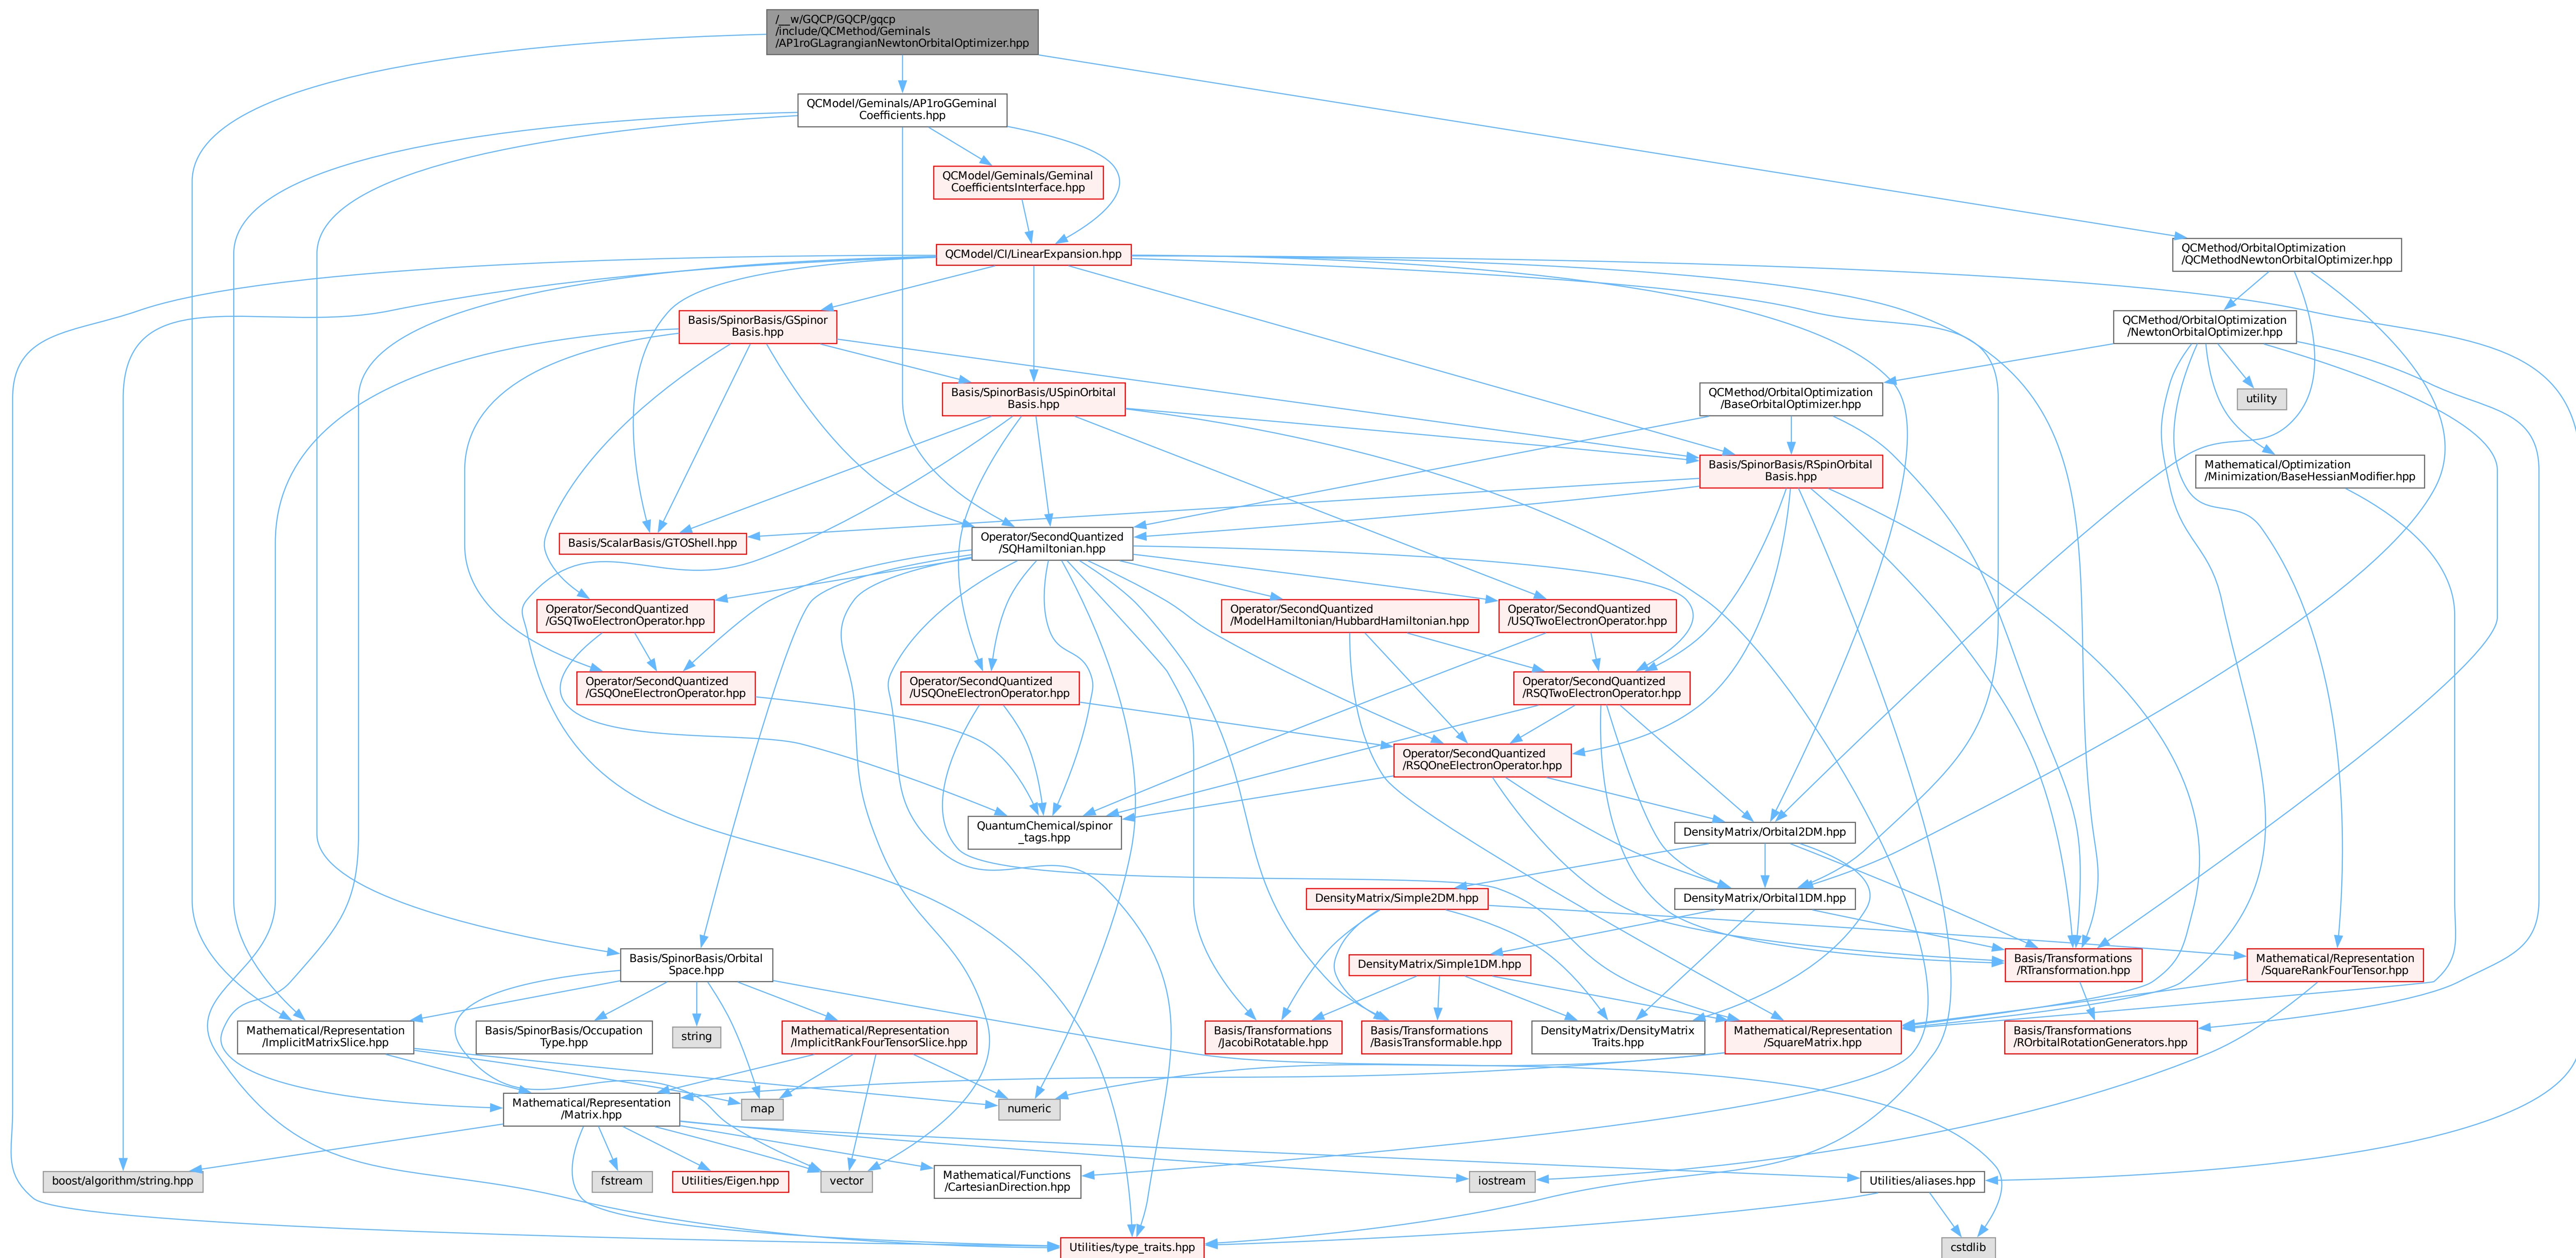 /__w/GQCP/GQCP/gqcp
/include/QCMethod/Geminals
/AP1roGLagrangianNewtonOrbitalOptimizer.hpp
QCModel/Geminals/AP1roGGeminal
Coefficients.hpp
QCModel/Geminals/Geminal
CoefficientsInterface.hpp
QCModel/CI/LinearExpansion.hpp
QCMethod/OrbitalOptimization
/QCMethodNewtonOrbitalOptimizer.hpp
Basis/SpinorBasis/GSpinor
Basis.hpp
QCMethod/OrbitalOptimization
/NewtonOrbitalOptimizer.hpp
Basis/SpinorBasis/USpinOrbital
Basis.hpp
QCMethod/OrbitalOptimization
/BaseOrbitalOptimizer.hpp
utility
Basis/SpinorBasis/RSpinOrbital
Basis.hpp
Mathematical/Optimization
/Minimization/BaseHessianModifier.hpp
Basis/ScalarBasis/GTOShell.hpp
Operator/SecondQuantized
/SQHamiltonian.hpp
Operator/SecondQuantized
/GSQTwoElectronOperator.hpp
Operator/SecondQuantized
/ModelHamiltonian/HubbardHamiltonian.hpp
Operator/SecondQuantized
/USQTwoElectronOperator.hpp
Operator/SecondQuantized
/GSQOneElectronOperator.hpp
Operator/SecondQuantized
/USQOneElectronOperator.hpp
Operator/SecondQuantized
/RSQTwoElectronOperator.hpp
Operator/SecondQuantized
/RSQOneElectronOperator.hpp
QuantumChemical/spinor
_tags.hpp
DensityMatrix/Orbital2DM.hpp
DensityMatrix/Simple2DM.hpp
DensityMatrix/Orbital1DM.hpp
Basis/SpinorBasis/Orbital
Space.hpp
DensityMatrix/Simple1DM.hpp
Basis/Transformations
/RTransformation.hpp
Mathematical/Representation
/SquareRankFourTensor.hpp
Mathematical/Representation
/ImplicitMatrixSlice.hpp
Basis/SpinorBasis/Occupation
Type.hpp
string
Mathematical/Representation
/ImplicitRankFourTensorSlice.hpp
Basis/Transformations
/JacobiRotatable.hpp
Basis/Transformations
/BasisTransformable.hpp
DensityMatrix/DensityMatrix
Traits.hpp
Mathematical/Representation
/SquareMatrix.hpp
Basis/Transformations
/ROrbitalRotationGenerators.hpp
Mathematical/Representation
/Matrix.hpp
map
numeric
boost/algorithm/string.hpp
fstream
Utilities/Eigen.hpp
vector
Mathematical/Functions
/CartesianDirection.hpp
iostream
Utilities/aliases.hpp
Utilities/type_traits.hpp
cstdlib